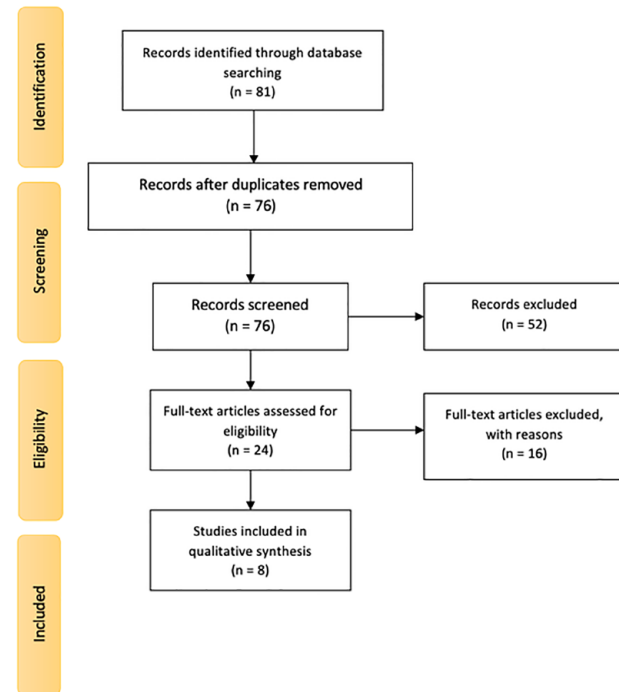 Identification
Records identified through database
searching
(n = 81)
Records after duplicates removed
(n = 76)
Screening
Records screened
(n = 76)
Records excluded
(n = 52)
Eligibility
Full-text articles assessed for
eligibility
(n = 24)
Full-text articles excluded,
with reasons
(n = 16)
Studies included in
qualitative synthesis
(n = 8)
Included